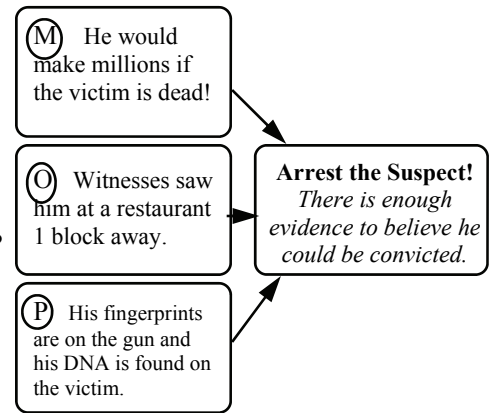 M He would
make millions if
the victim is dead!
O Witnesses saw
him at a restaurant
1 block away.
P His fingerprints
are on the gun and
his DNA is found on
the victim.
Arrest the Suspect!
There is enough
evidence to believe he
could be convicted.